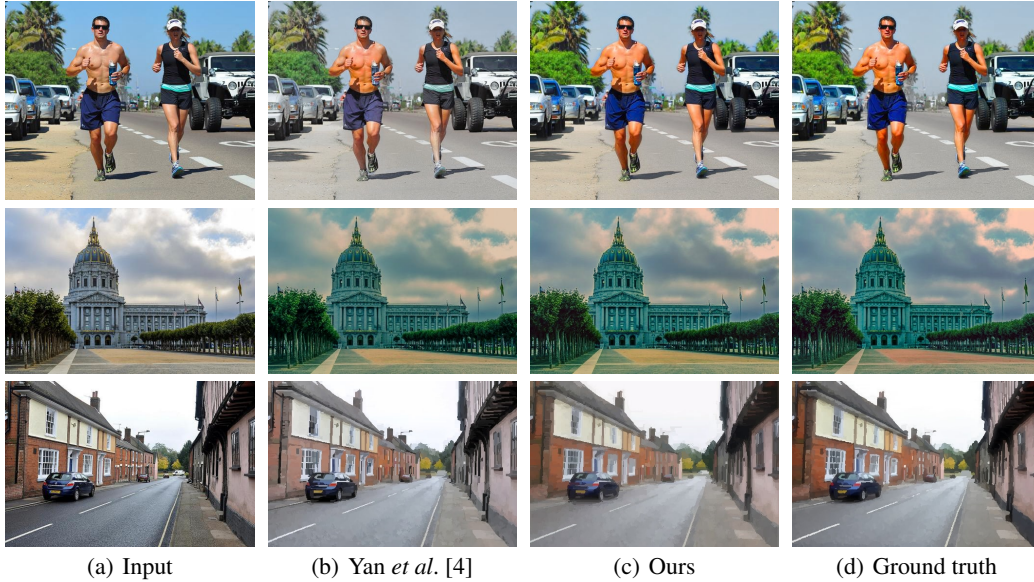 (a) Input
(b) Yan et al. [4]
(c) Ours
(d) Ground truth